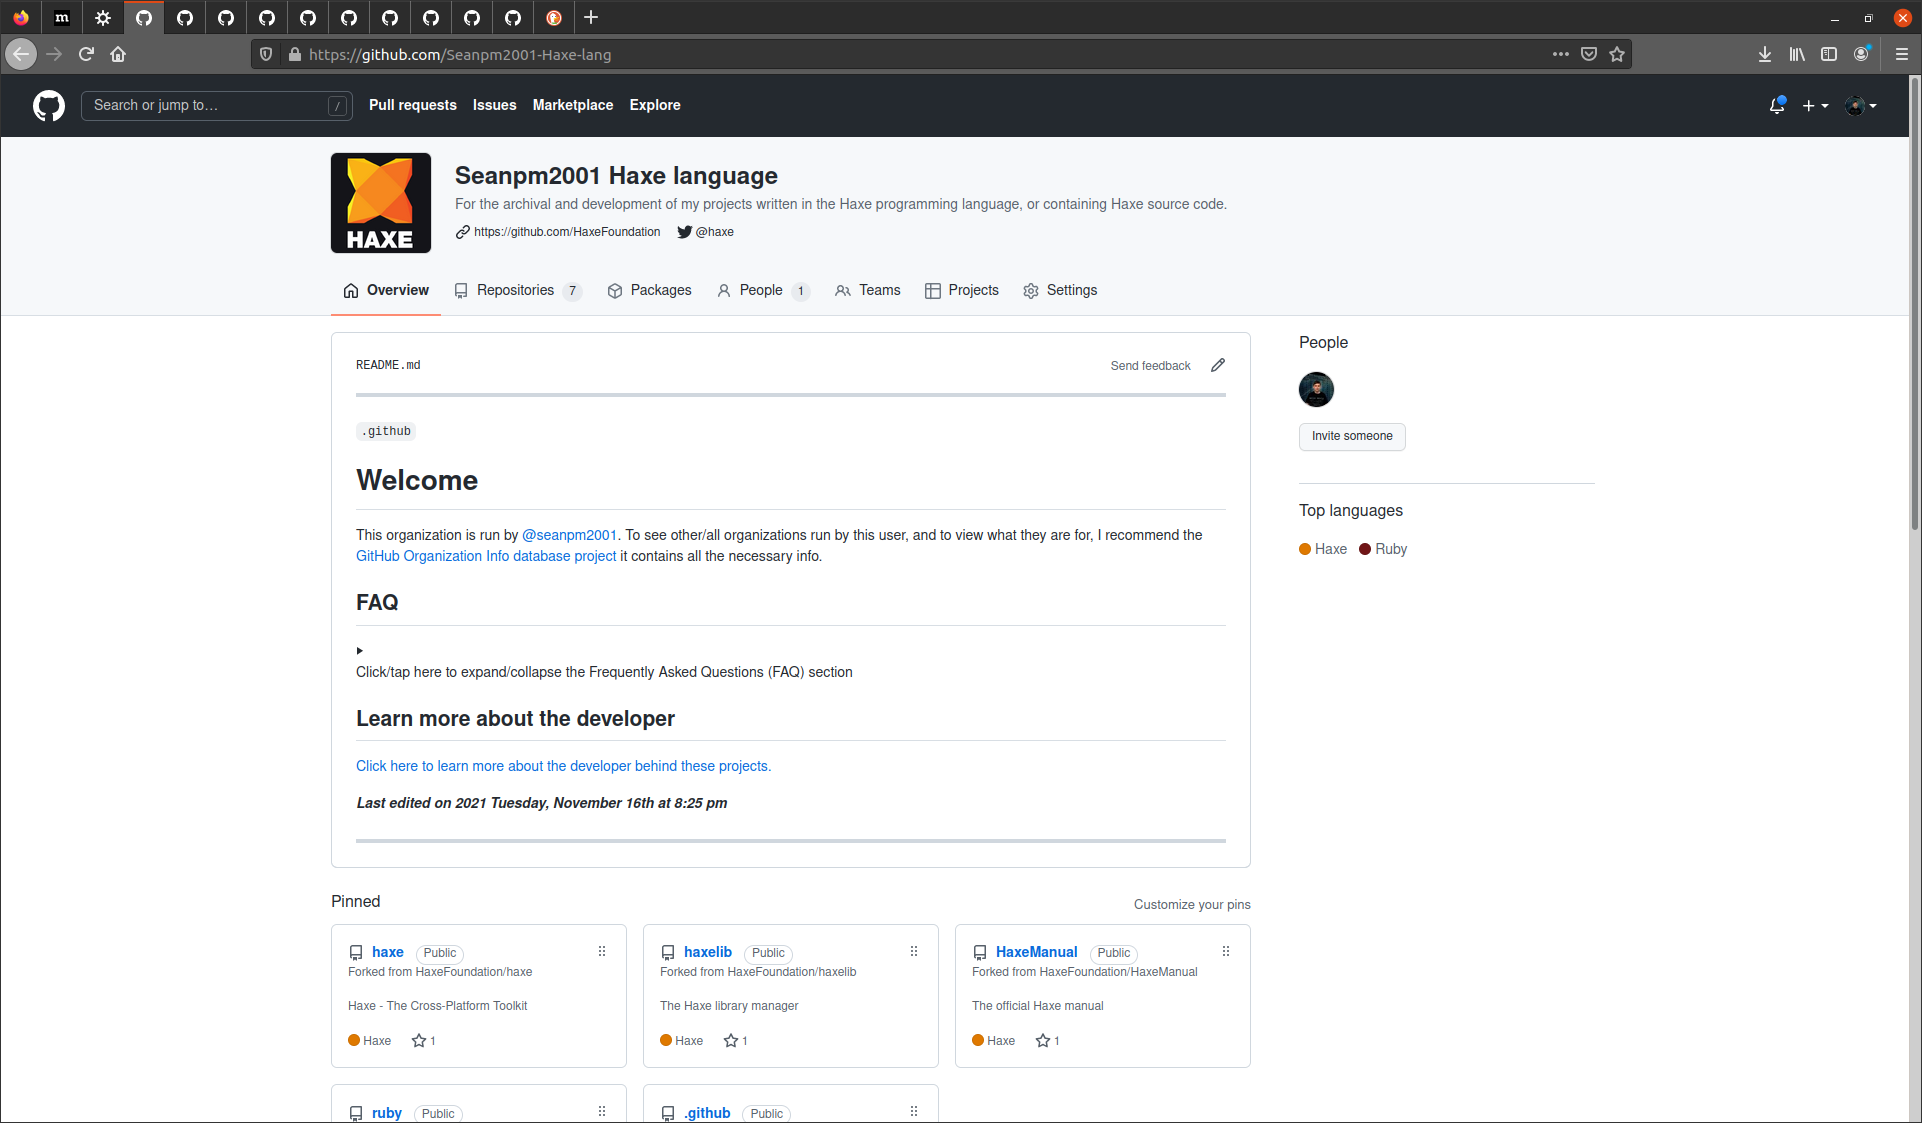 m
https://github.com/Seanpm2001-Haxe-lang
Search or jump to… /
Pull requests Issues Marketplace Explore
HAXE
Seanpm2001 Haxe language
For the archival and development of my projects written in the Haxe programming language, or containing Haxe source code.
https://github.com/HaxeFoundation @haxe
Overview Repositories 7 Packages People 1 Teams Projects Settings
README.md Send feedback
.github
Welcome
This organization is run by @seanpm2001. To see other/all organizations run by this user, and to view what they are for, I recommend the
GitHub Organization Info database project it contains all the necessary info.
FAQ
Click/tap here to expand/collapse the Frequently Asked Questions (FAQ) section
Learn more about the developer
Click here to learn more about the developer behind these projects.
Last edited on 2021 Tuesday, November 16th at 8:25 pm
People
Invite someone
Top languages
Haxe Ruby
Pinned Customize your pins
haxe Public
Forked from HaxeFoundation/haxe
Haxe - The Cross-Platform Toolkit
Haxe 1
haxelib Public
Forked from HaxeFoundation/haxelib
The Haxe library manager
Haxe 1
HaxeManual Public
Forked from HaxeFoundation/HaxeManual
The official Haxe manual
Haxe 1
ruby Public
.github Public